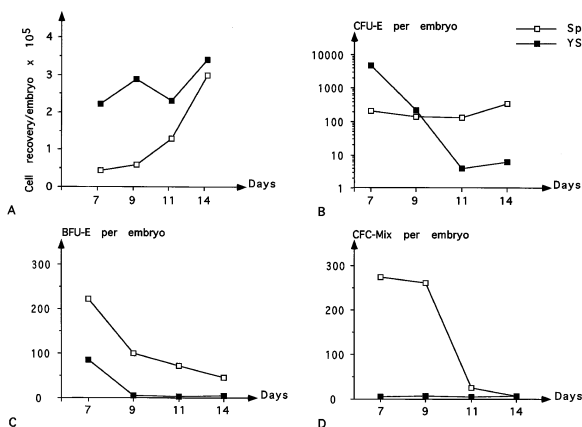 Cell recovery/embryo x 10⁵
4
3
2
1
0
7 9 11 14
Days
A
CFU-E per embryo
Sp
YS
10000
1000
100
10
1
7 9 11 14
Days
B
BFU-E per embryo
300
200
100
0
7 9 11 14
Days
C
CFC-Mix per embryo
300
200
100
0
7 9 11 14
Days
D